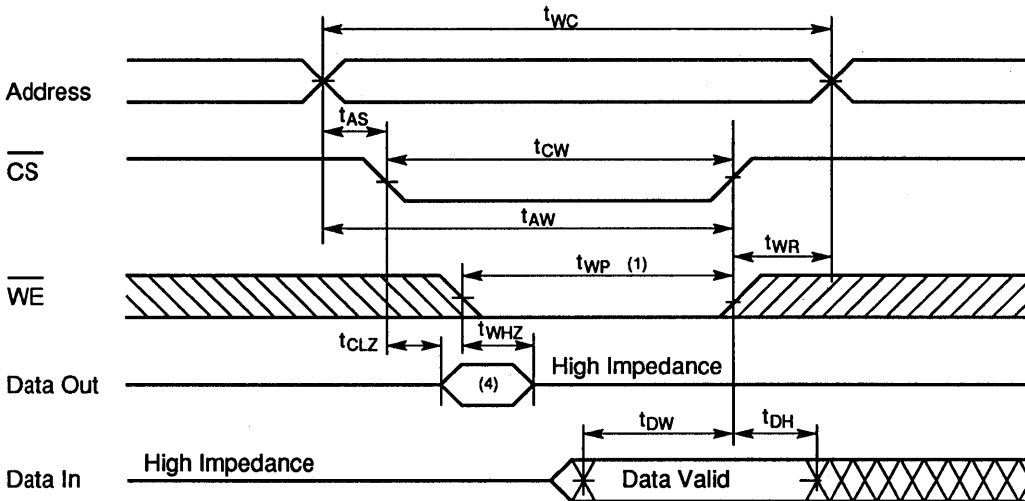 tWC
Address
tAS
CS
tCW
tAW
tWR
WE
tWP (1)
tCLZ
tWHZ
Data Out
(4)
High Impedance
tDW
tDH
Data In
High Impedance
Data Valid